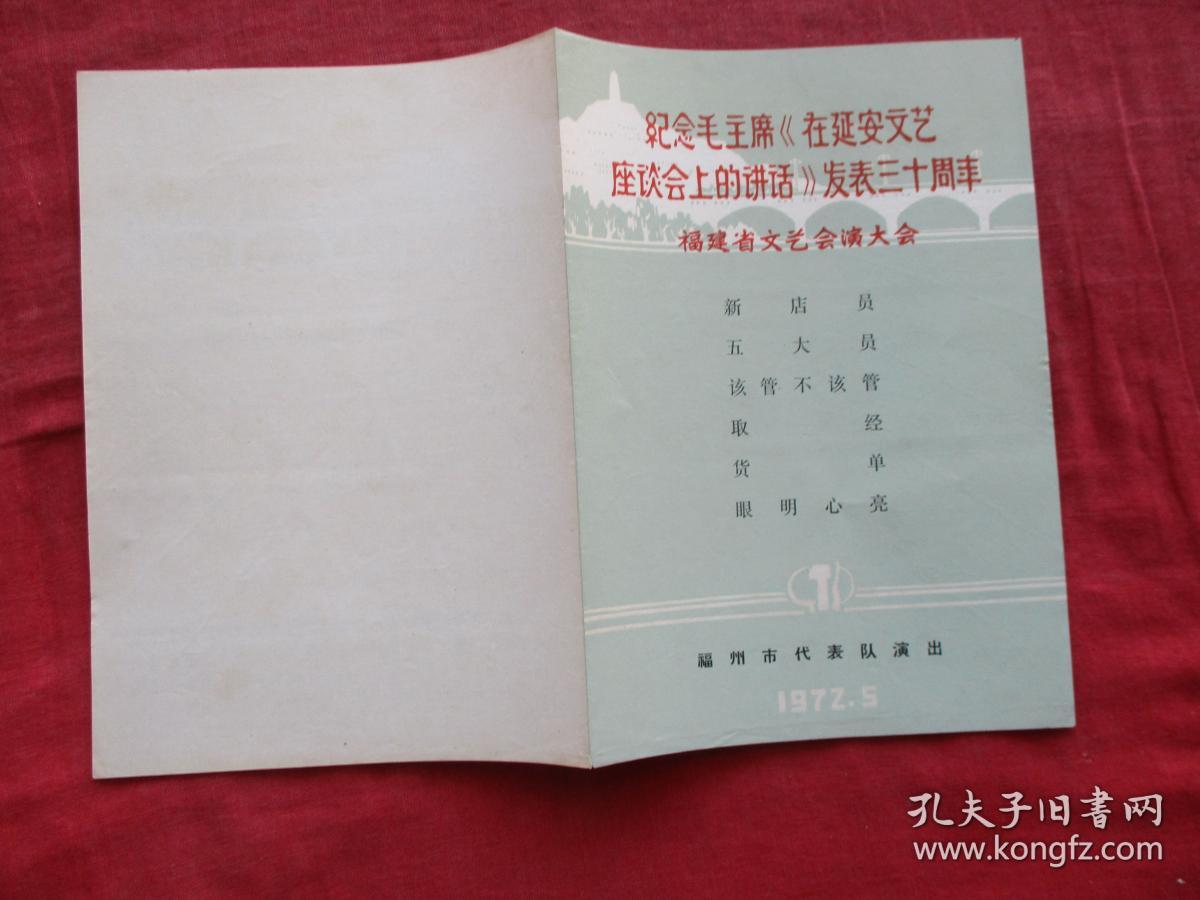 纪念毛主席《在延安文艺
座谈会上的讲话》发表三十周年
福建省文艺会演大会
新店员
五大员
该管不该管
取经
货单
眼明心亮
福州市代表队演出
1972.5
孔夫子旧书网
www.kongfz.com